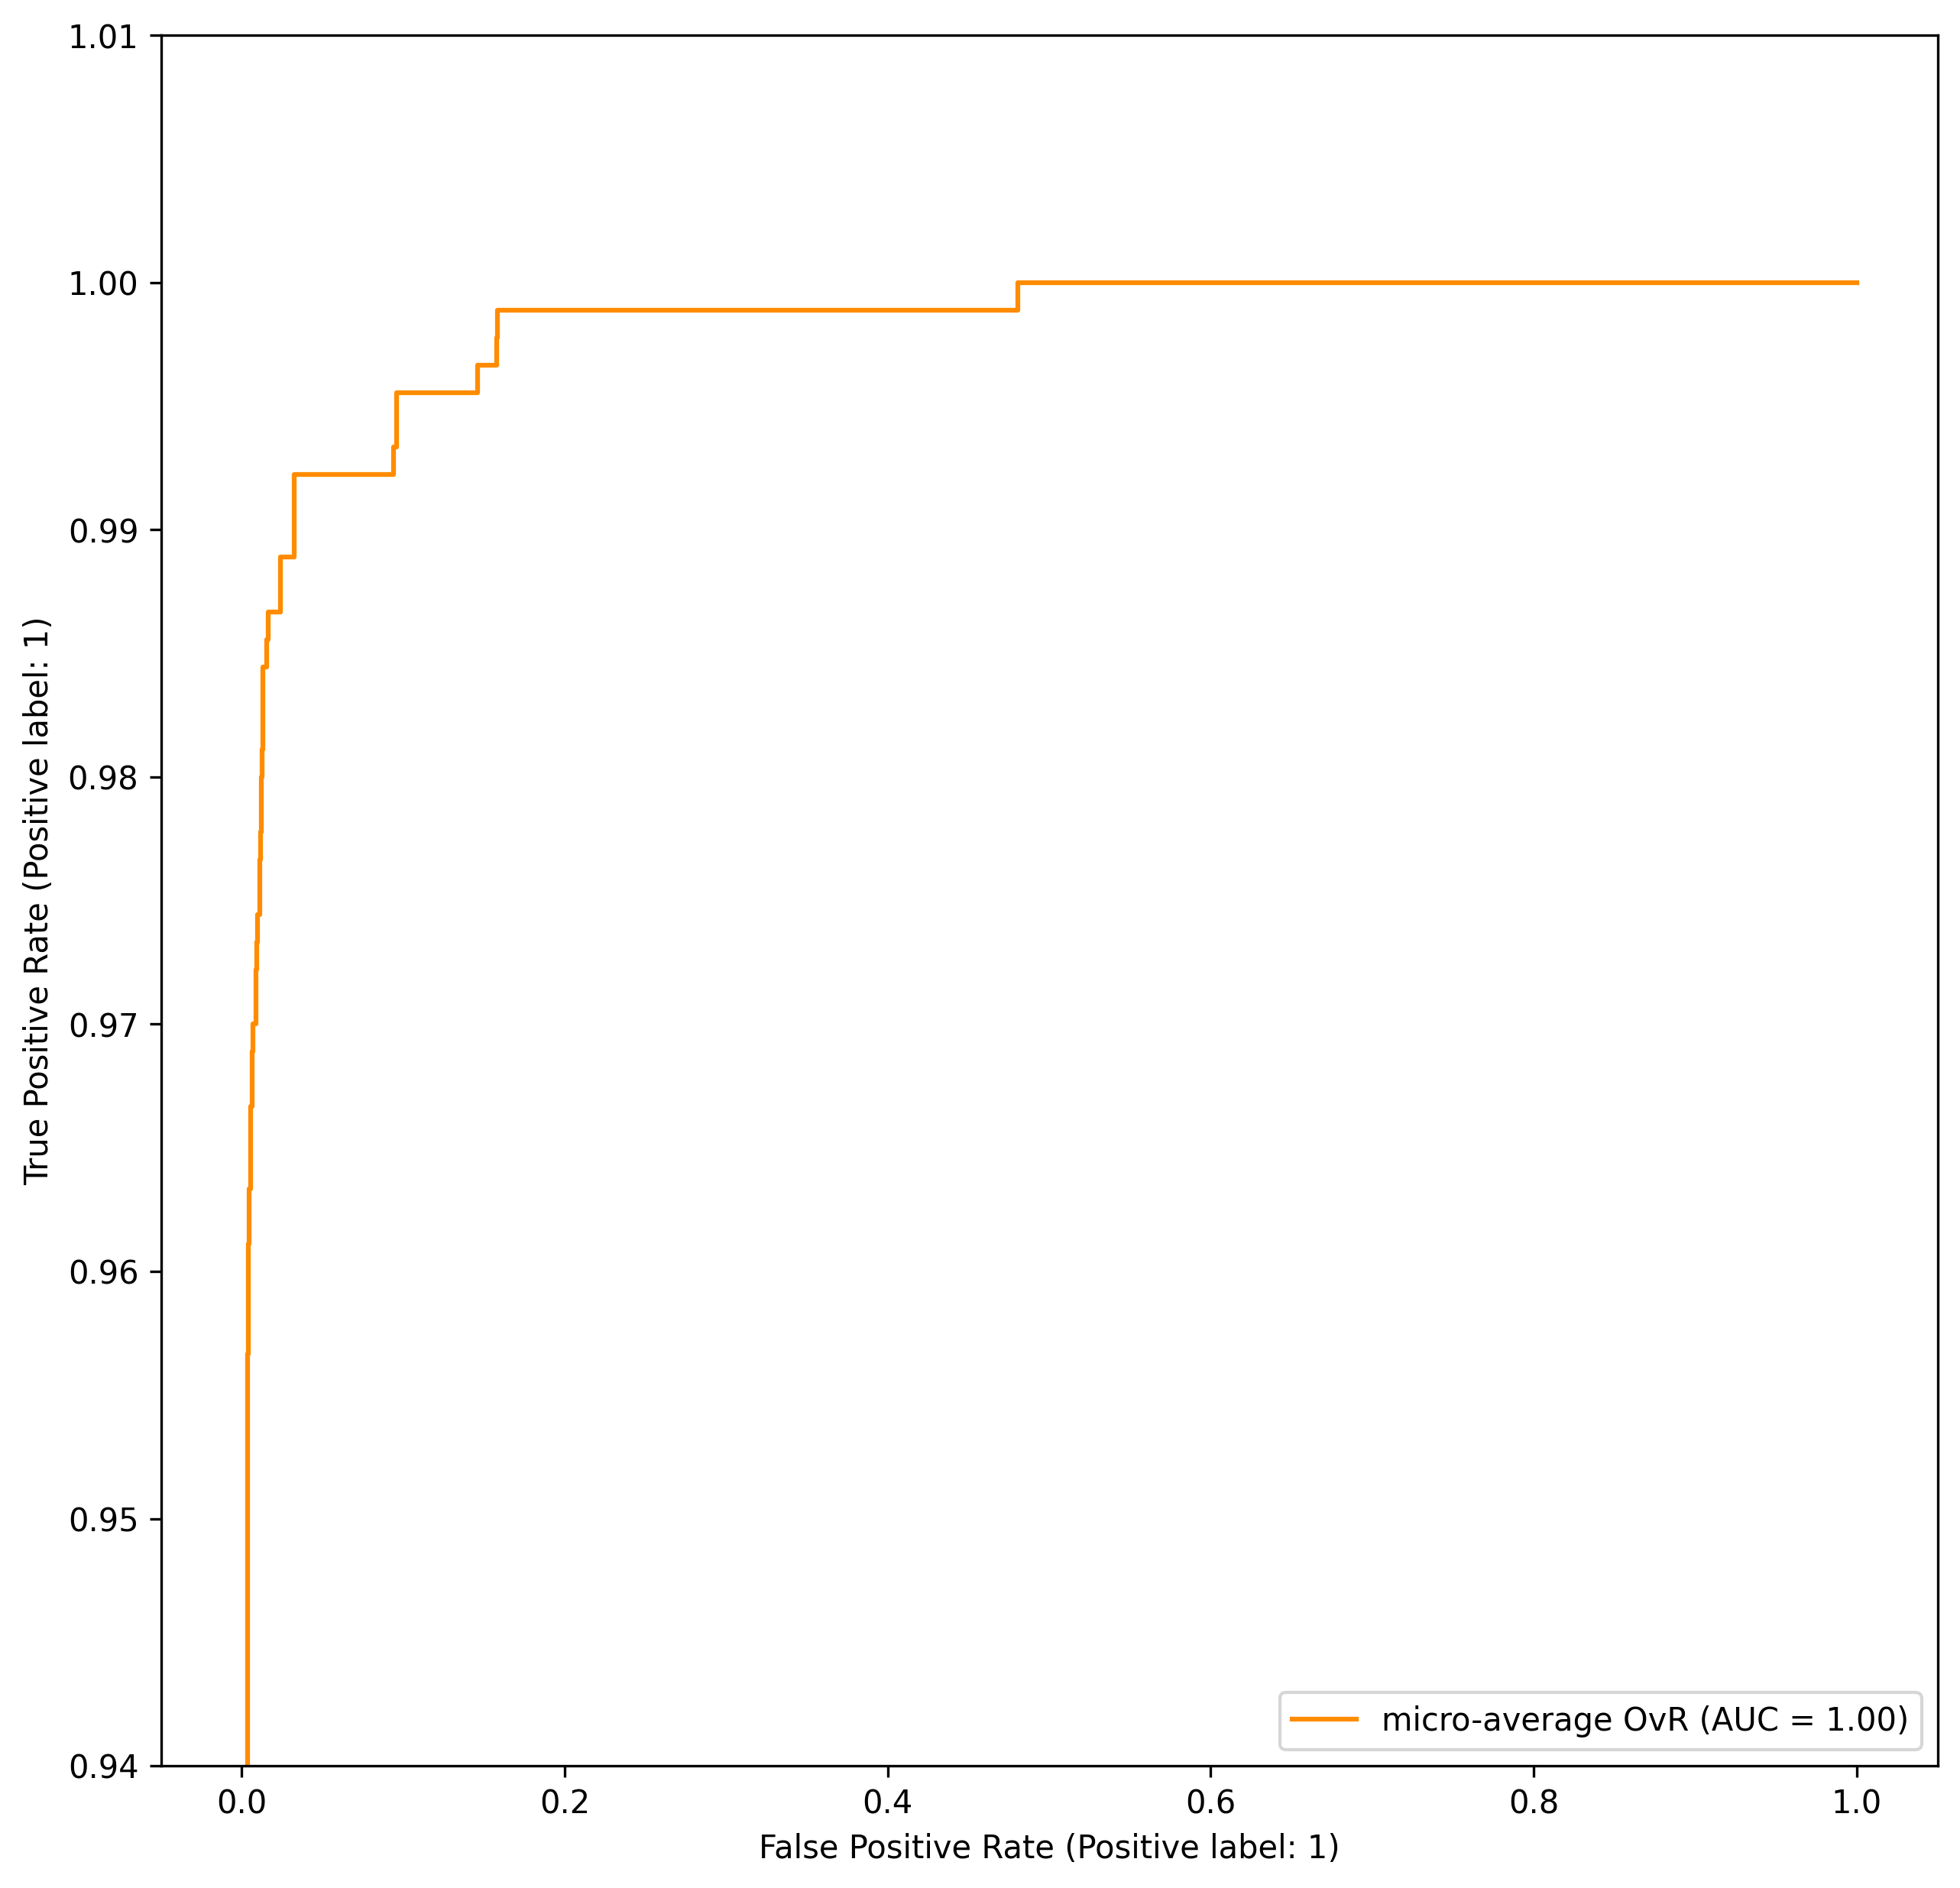 True Positive Rate (Positive label: 1)
1.01
1.00
0.99
0.98
0.97
0.96
0.95
0.94
micro-average OvR (AUC = 1.00)
0.0 0.2 0.4 0.6 0.8 1.0
False Positive Rate (Positive label: 1)